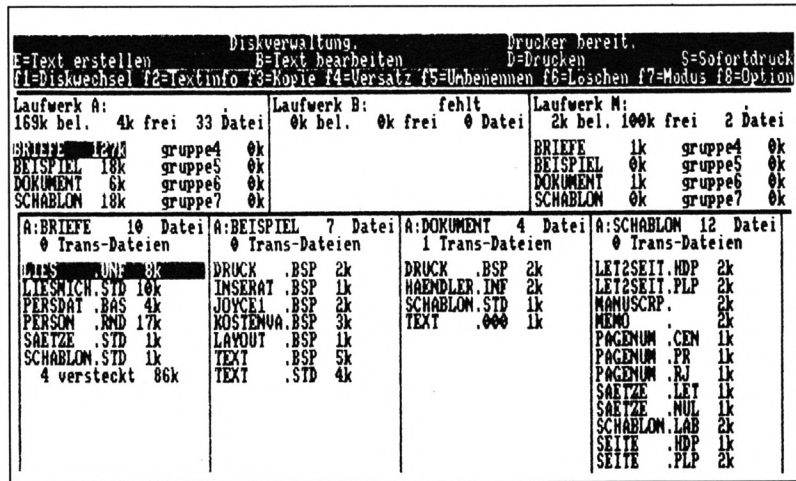 Diskverwaltung. Drucker bereit.
E=Text erstellen B=Text bearbeiten D=Drucken S=Sofortdruck
f1=Diskwechsel f2=Textinfo f3=Kopie f4=Versatz f5=Umbenennen f6=Löschen f7=Modus f8=Option
Laufwerk A: . Laufwerk B: fehlt Laufwerk M: .
169k bel. 4k frei 33 Datei 0k bel. 0k frei 0 Datei 2k bel. 100k frei 2 Datei
BRIEFE 127k gruppe4 0k BRIEFE 1k gruppe4 0k
BEISPIEL 18k gruppe5 0k BEISPIEL 0k gruppe5 0k
DOKUMENT 6k gruppe6 0k DOKUMENT 1k gruppe6 0k
SCHABLON 18k gruppe7 0k SCHABLON 0k gruppe7 0k
A:BRIEFE 10 Datei A:BEISPIEL 7 Datei A:DOKUMENT 4 Datei A:SCHABLON 12 Datei
0 Trans-Dateien 0 Trans-Dateien 1 Trans-Dateien 0 Trans-Dateien
LIES .UNF 8k DRUCK .BSP 2k DRUCK .BSP 2k LET2SEIT.HDP 2k
LIESMICH.STD 10k INSERAT .BSP 1k HAENDLER.INF 2k LET2SEIT.PLP 2k
PERSDAT .BAS 4k JOYCE1 .BSP 2k SCHABLON.STD 1k MANUSCRP. 2k
PERSON .RND 17k KOSTENVA.BSP 3k TEXT .000 1k MEMO . 2k
SAETZE .STD 1k LAYOUT .BSP 1k PAGENUM .CEN 1k
SCHABLON.STD 1k TEXT .BSP 5k PAGENUM .PR 1k
4 versteckt 86k TEXT .STD 4k PAGENUM .RJ 1k
SAETZE .LET 1k
SAETZE .NUL 1k
SCHABLON.LAB 2k
SEITE .HDP 1k
SEITE .PLP 2k